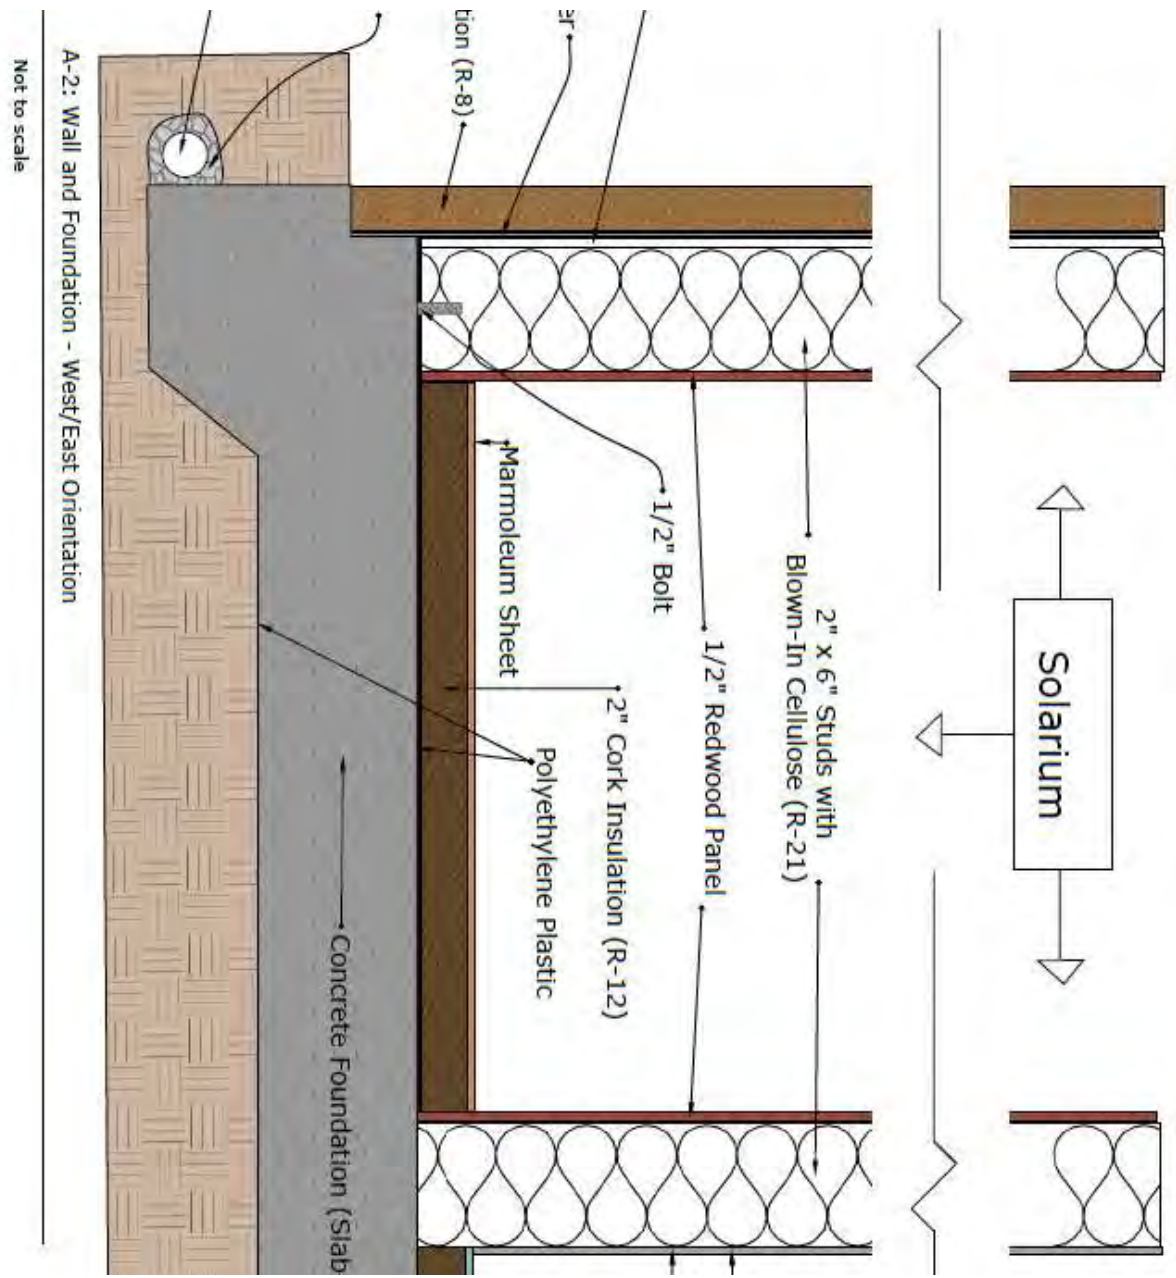 er
tion (R-8)
Solarium
2" x 6" Studs with
Blown-In Cellulose (R-21)
1/2" Redwood Panel
1/2" Bolt
2" Cork Insulation (R-12)
Polyethylene Plastic
Marmoleum Sheet
Concrete Foundation (Slab-
A-2: Wall and Foundation - West/East Orientation
Not to scale